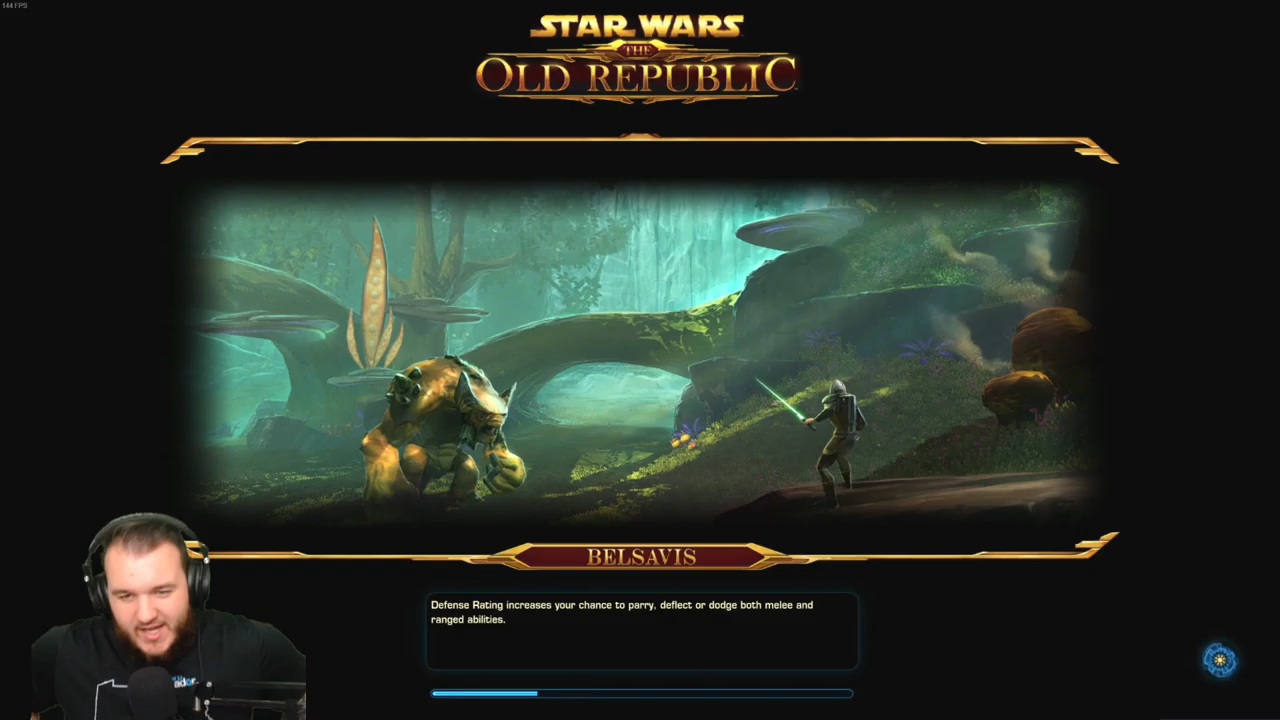 144 FPS
STAR WARS
THE
OLD REPUBLIC
BELSAVIS
Defense Rating increases your chance to parry, deflect or dodge both melee and
ranged abilities.